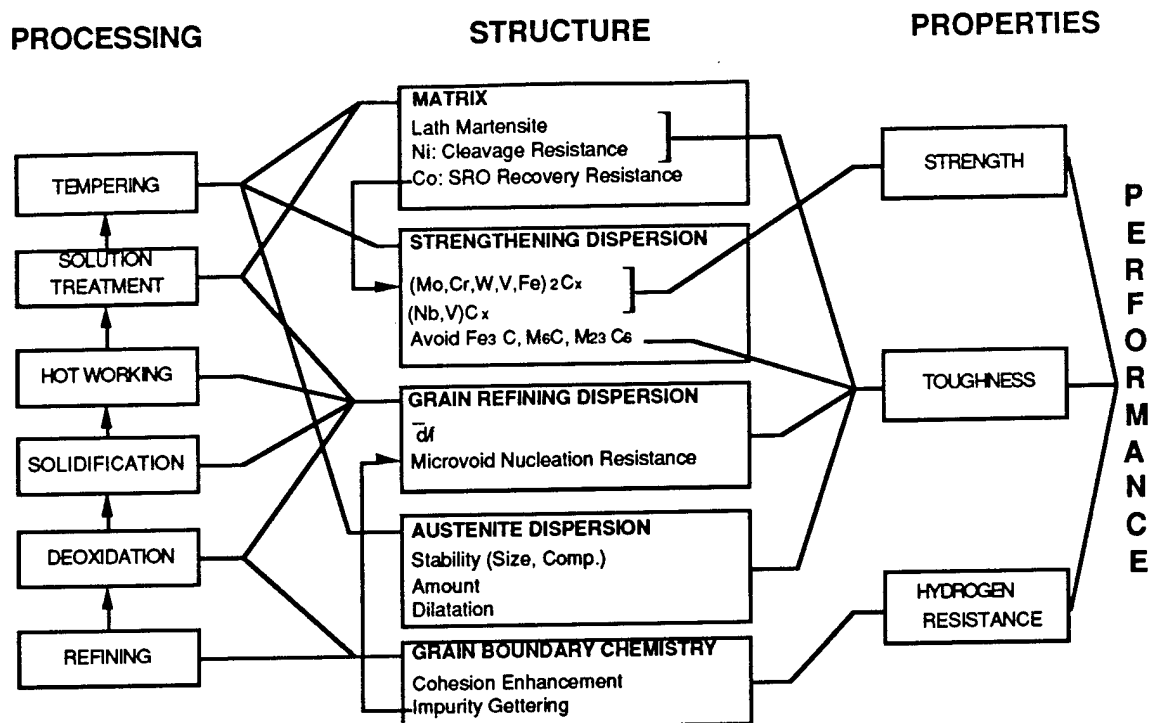 PROCESSING
STRUCTURE
PROPERTIES
TEMPERING
SOLUTION
TREATMENT
HOT WORKING
SOLIDIFICATION
DEOXIDATION
REFINING
MATRIX
Lath Martensite
Ni: Cleavage Resistance
Co: SRO Recovery Resistance
STRENGTHENING DISPERSION
(Mo,Cr,W,V,Fe) 2Cx
(Nb,V)Cx
Avoid Fe3 C, M6C, M23 C6
GRAIN REFINING DISPERSION
d̅f
Microvoid Nucleation Resistance
AUSTENITE DISPERSION
Stability (Size, Comp.)
Amount
Dilatation
GRAIN BOUNDARY CHEMISTRY
Cohesion Enhancement
Impurity Gettering
STRENGTH
TOUGHNESS
HYDROGEN
RESISTANCE
PERFORMANCE